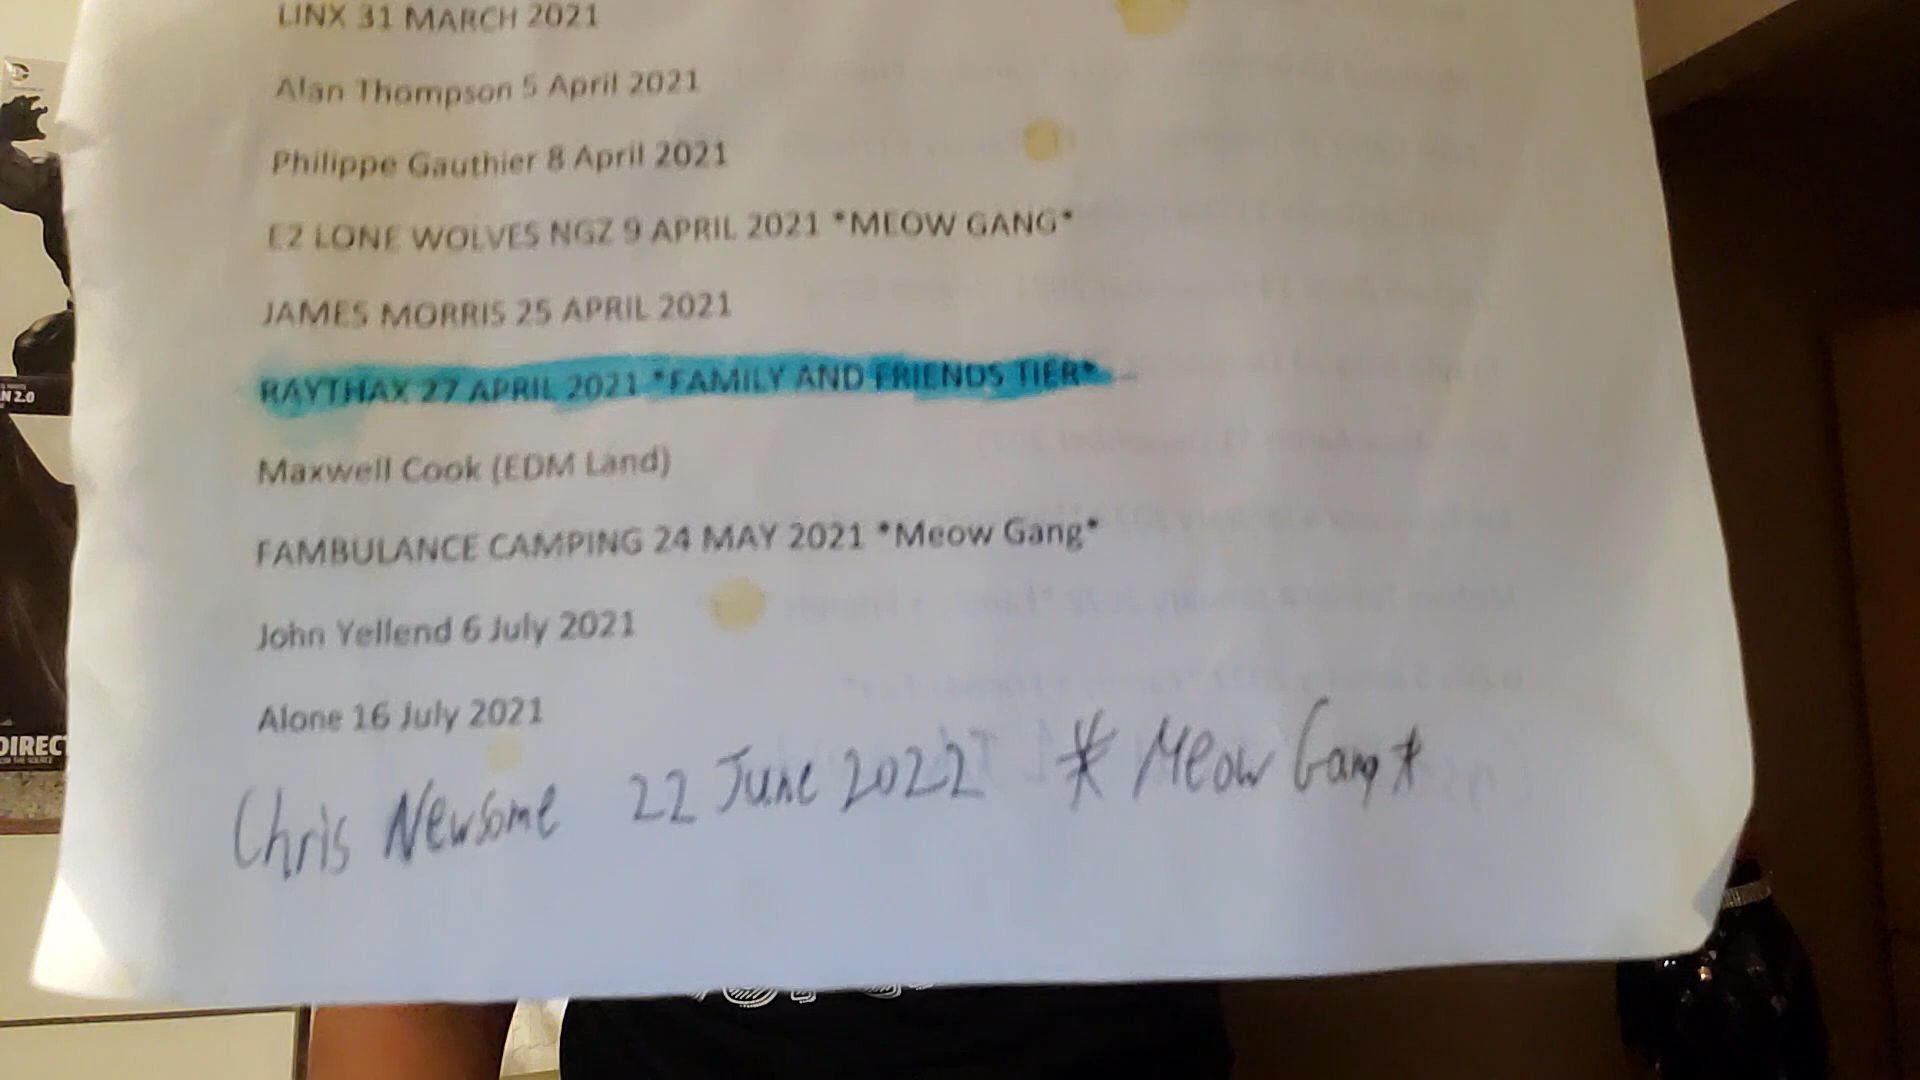 LINX 31 MARCH 2021
Alan Thompson 5 April 2021
Philippe Gauthier 8 April 2021
E2 LONE WOLVES NGZ 9 APRIL 2021 *MEOW GANG*
JAMES MORRIS 25 APRIL 2021
RAYTHAX 27 APRIL 2021 *FAMILY AND FRIENDS TIER*
Maxwell Cook (EDM Land)
FAMBULANCE CAMPING 24 MAY 2021 *Meow Gang*
John Yellend 6 July 2021
Alone 16 July 2021
Chris Newsome 22 June 2022 * Meow Gang *
N 2.0
DIRECT